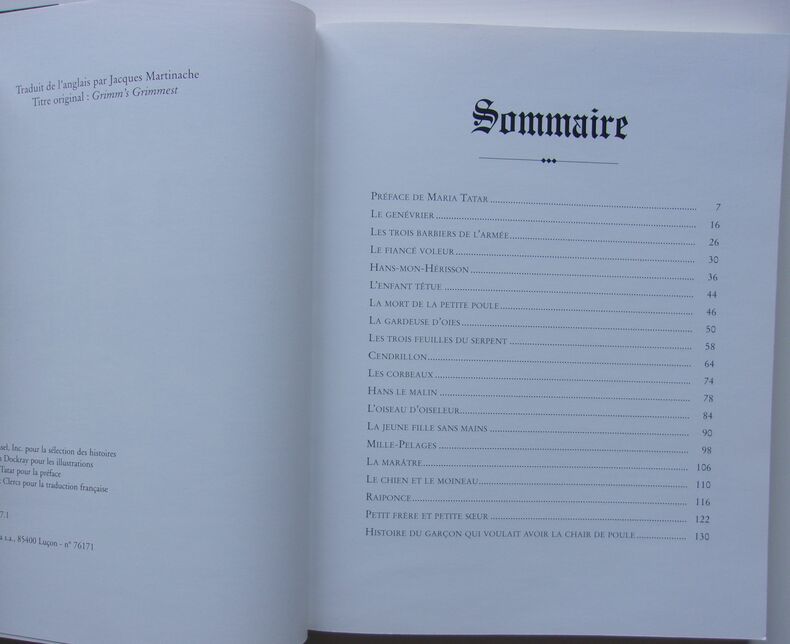 Traduit de l'anglais par Jacques Martinache
Titre original : Grimm's Grimmest
Inc. pour la sélection des histoires
Dockray pour les illustrations
Tatar pour la préface
Clercs pour la traduction française
7.1
s.a., 85400 Luçon - n° 76171
Sommaire
Préface de Maria Tatar 7
Le genévrier 16
Les trois barbiers de l'armée 26
Le fiancé voleur 30
Hans-mon-Hérisson 36
L'enfant têtue 44
La mort de la petite poule 46
La gardeuse d'oies 50
Les trois feuilles du serpent 58
Cendrillon 64
Les corbeaux 74
Hans le malin 78
L'oiseau d'oiseleur 84
La jeune fille sans mains 90
Mille-Pelages 98
La marâtre 106
Le chien et le moineau 110
Raiponce 116
Petit frère et petite sœur 122
Histoire du garçon qui voulait avoir la chair de poule 130